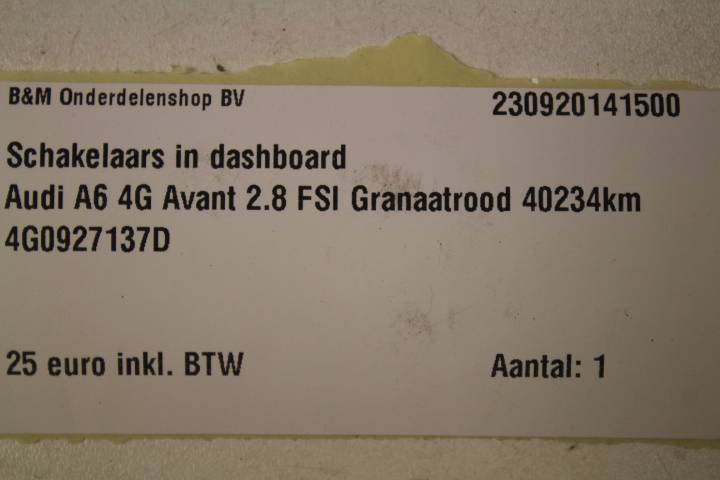 B&M Onderdelenshop BV 230920141500
Schakelaars in dashboard
Audi A6 4G Avant 2.8 FSI Granaatrood 40234km
4G0927137D
25 euro inkl. BTW Aantal: 1